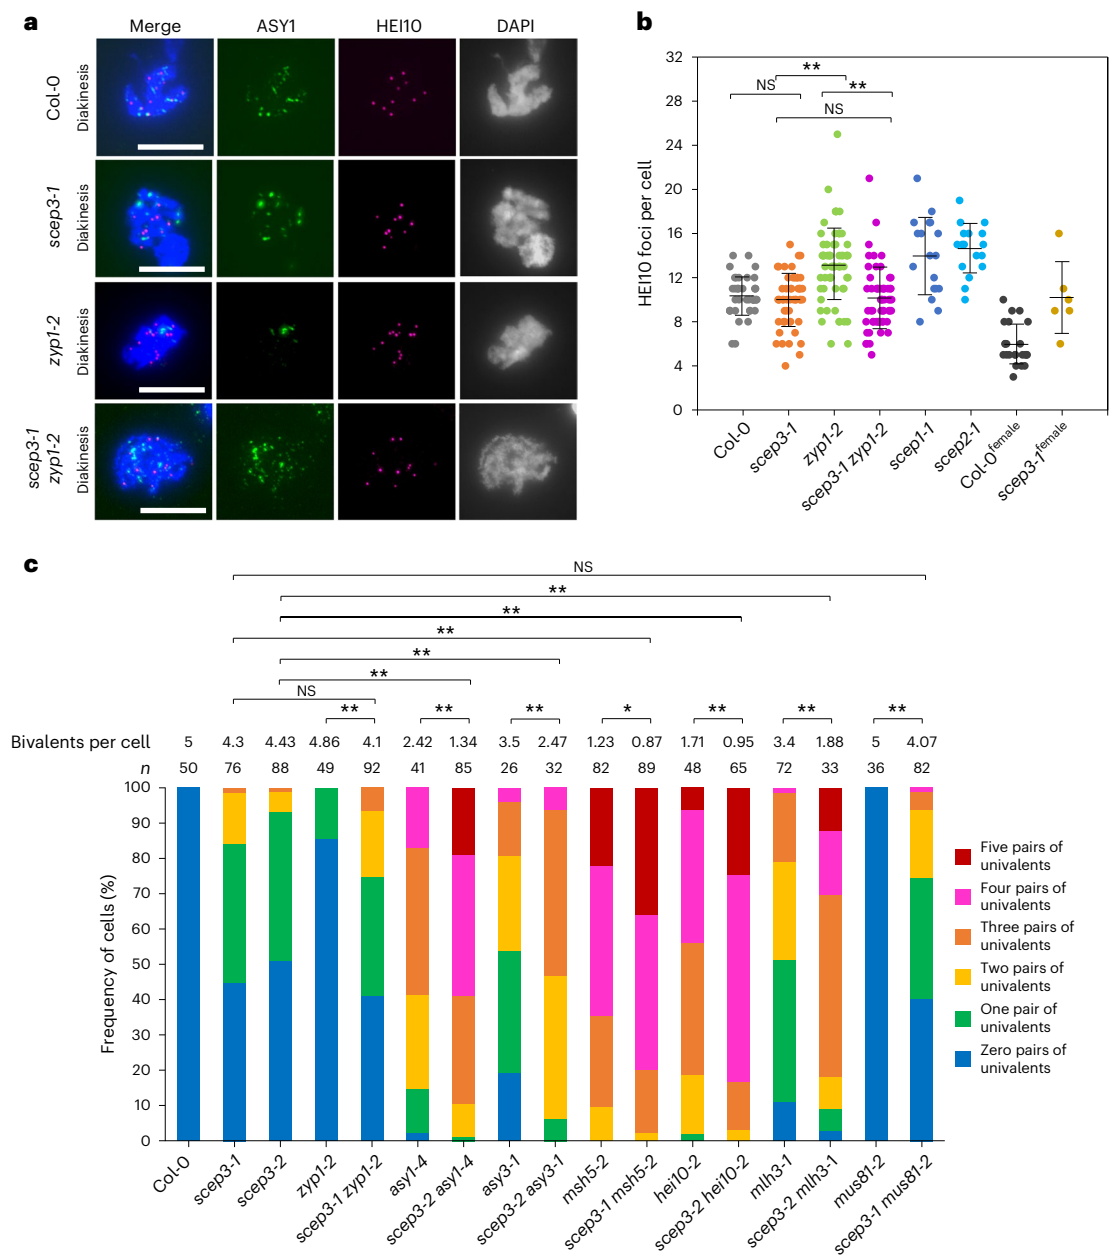 a
Merge
ASY1
HEI10
DAPI
Col-0
Diakinesis
scep3-1
Diakinesis
zyp1-2
Diakinesis
scep3-1
zyp1-2
Diakinesis
b
HEI10 foci per cell
32
28
24
20
16
12
8
4
0
NS
**
**
NS
Col-0
scep3-1
zyp1-2
scep3-1 zyp1-2
scep1-1
scep2-1
Col-0female
scep3-1female
c
NS
**
**
**
**
**
NS
** ** ** * ** ** **
Bivalents per cell 5 4.3 4.43 4.86 4.1 2.42 1.34 3.5 2.47 1.23 0.87 1.71 0.95 3.4 1.88 5 4.07
n 50 76 88 49 92 41 85 26 32 82 89 48 65 72 33 36 82
Frequency of cells (%)
100
90
80
70
60
50
40
30
20
10
0
Col-0
scep3-1
scep3-2
zyp1-2
scep3-1 zyp1-2
asy1-4
scep3-2 asy1-4
asy3-1
scep3-2 asy3-1
msh5-2
scep3-1 msh5-2
hei10-2
scep3-2 hei10-2
mlh3-1
scep3-2 mlh3-1
mus81-2
scep3-1 mus81-2
Five pairs of
univalents
Four pairs of
univalents
Three pairs of
univalents
Two pairs of
univalents
One pair of
univalents
Zero pairs of
univalents